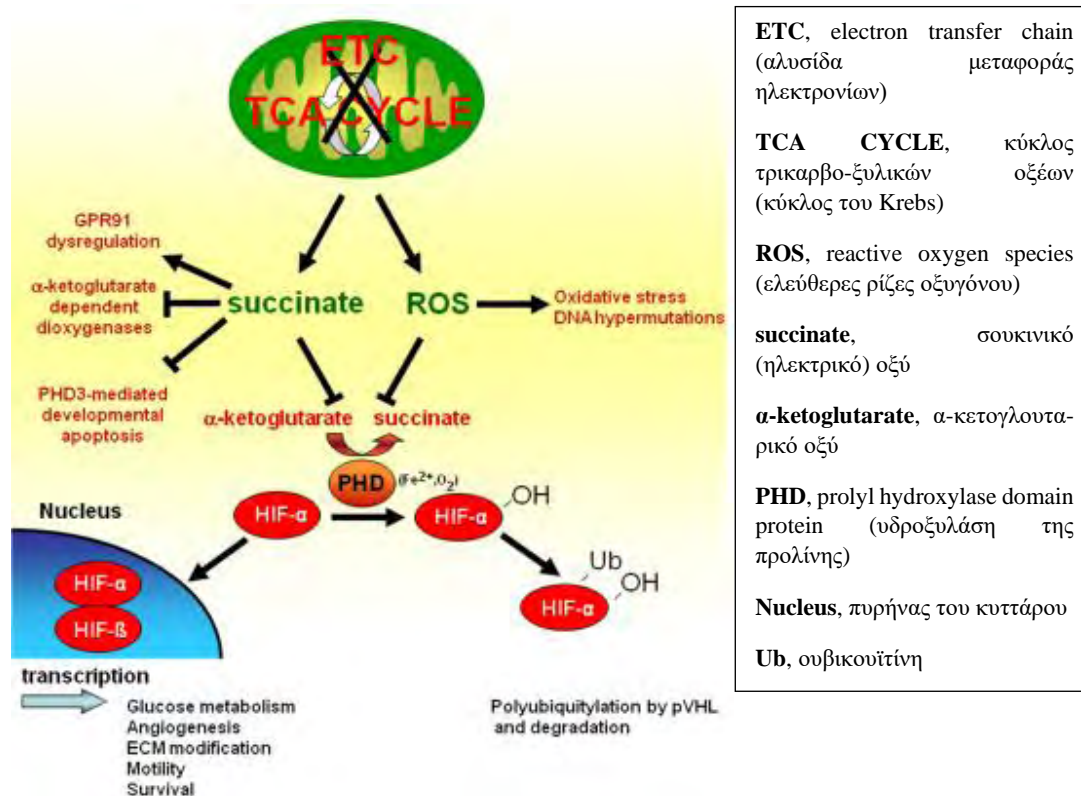 ETC
TCA CYCLE
GPR91
dysregulation
α-ketoglutarate
dependent
dioxygenases
PHD3-mediated
developmental
apoptosis
succinate
ROS
Oxidative stress
DNA hypermutations
α-ketoglutarate succinate
PHD
(Fe²⁺,O₂)
Nucleus
HIF-α
HIF-α
OH
HIF-α
HIF-ß
Ub
OH
HIF-α
transcription
Glucose metabolism
Angiogenesis
ECM modification
Motility
Survival
Polyubiquitylation by pVHL
and degradation
ETC, electron transfer chain
(αλυσίδα μεταφοράς
ηλεκτρονίων)
TCA CYCLE, κύκλος
τρικαρβο-ξυλικών οξέων
(κύκλος του Krebs)
ROS, reactive oxygen species
(ελεύθερες ρίζες οξυγόνου)
succinate, σουκινικό
(ηλεκτρικό) οξύ
α-ketoglutarate, α-κετογλουτα-
ρικό οξύ
PHD, prolyl hydroxylase domain
protein (υδροξυλάση της
προλίνης)
Nucleus, πυρήνας του κυττάρου
Ub, ουβικουϊτίνη